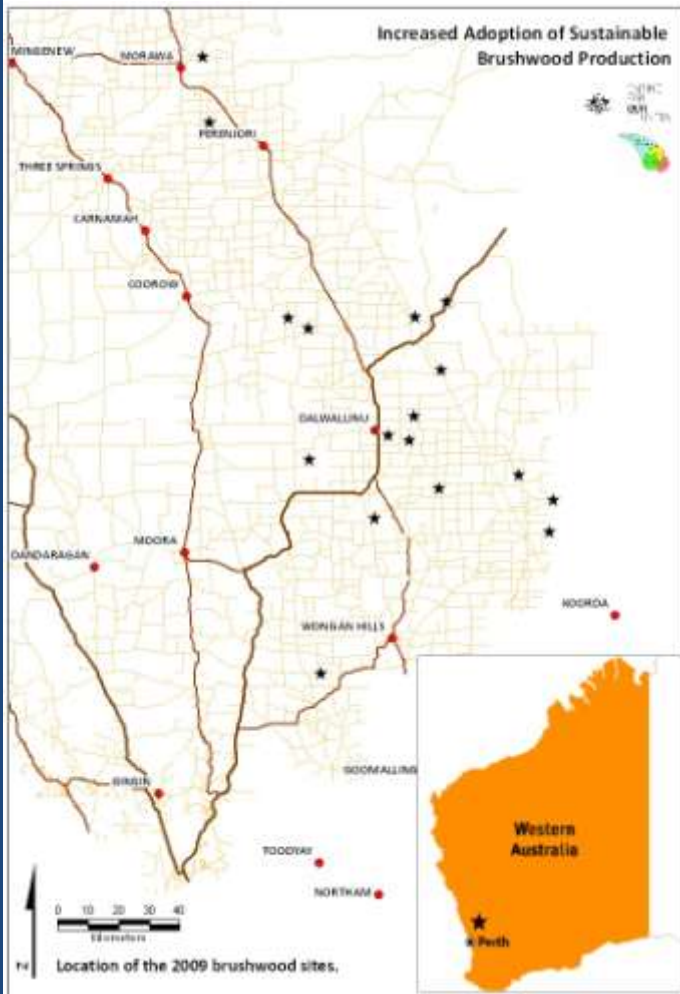 Increased Adoption of Sustainable
Brushwood Production
MINGENEW
MORAWA
PERENJORI
THREE SPRINGS
CARNAMAH
COOROW
DALWALLINU
MOORA
DANDARAGAN
KOORDA
WONGAN HILLS
GOOMALLING
GINGIN
Western
Australia
TOODYAY
NORTHAM
Perth
0 10 20 30 40
Kilometers
N
Location of the 2009 brushwood sites.